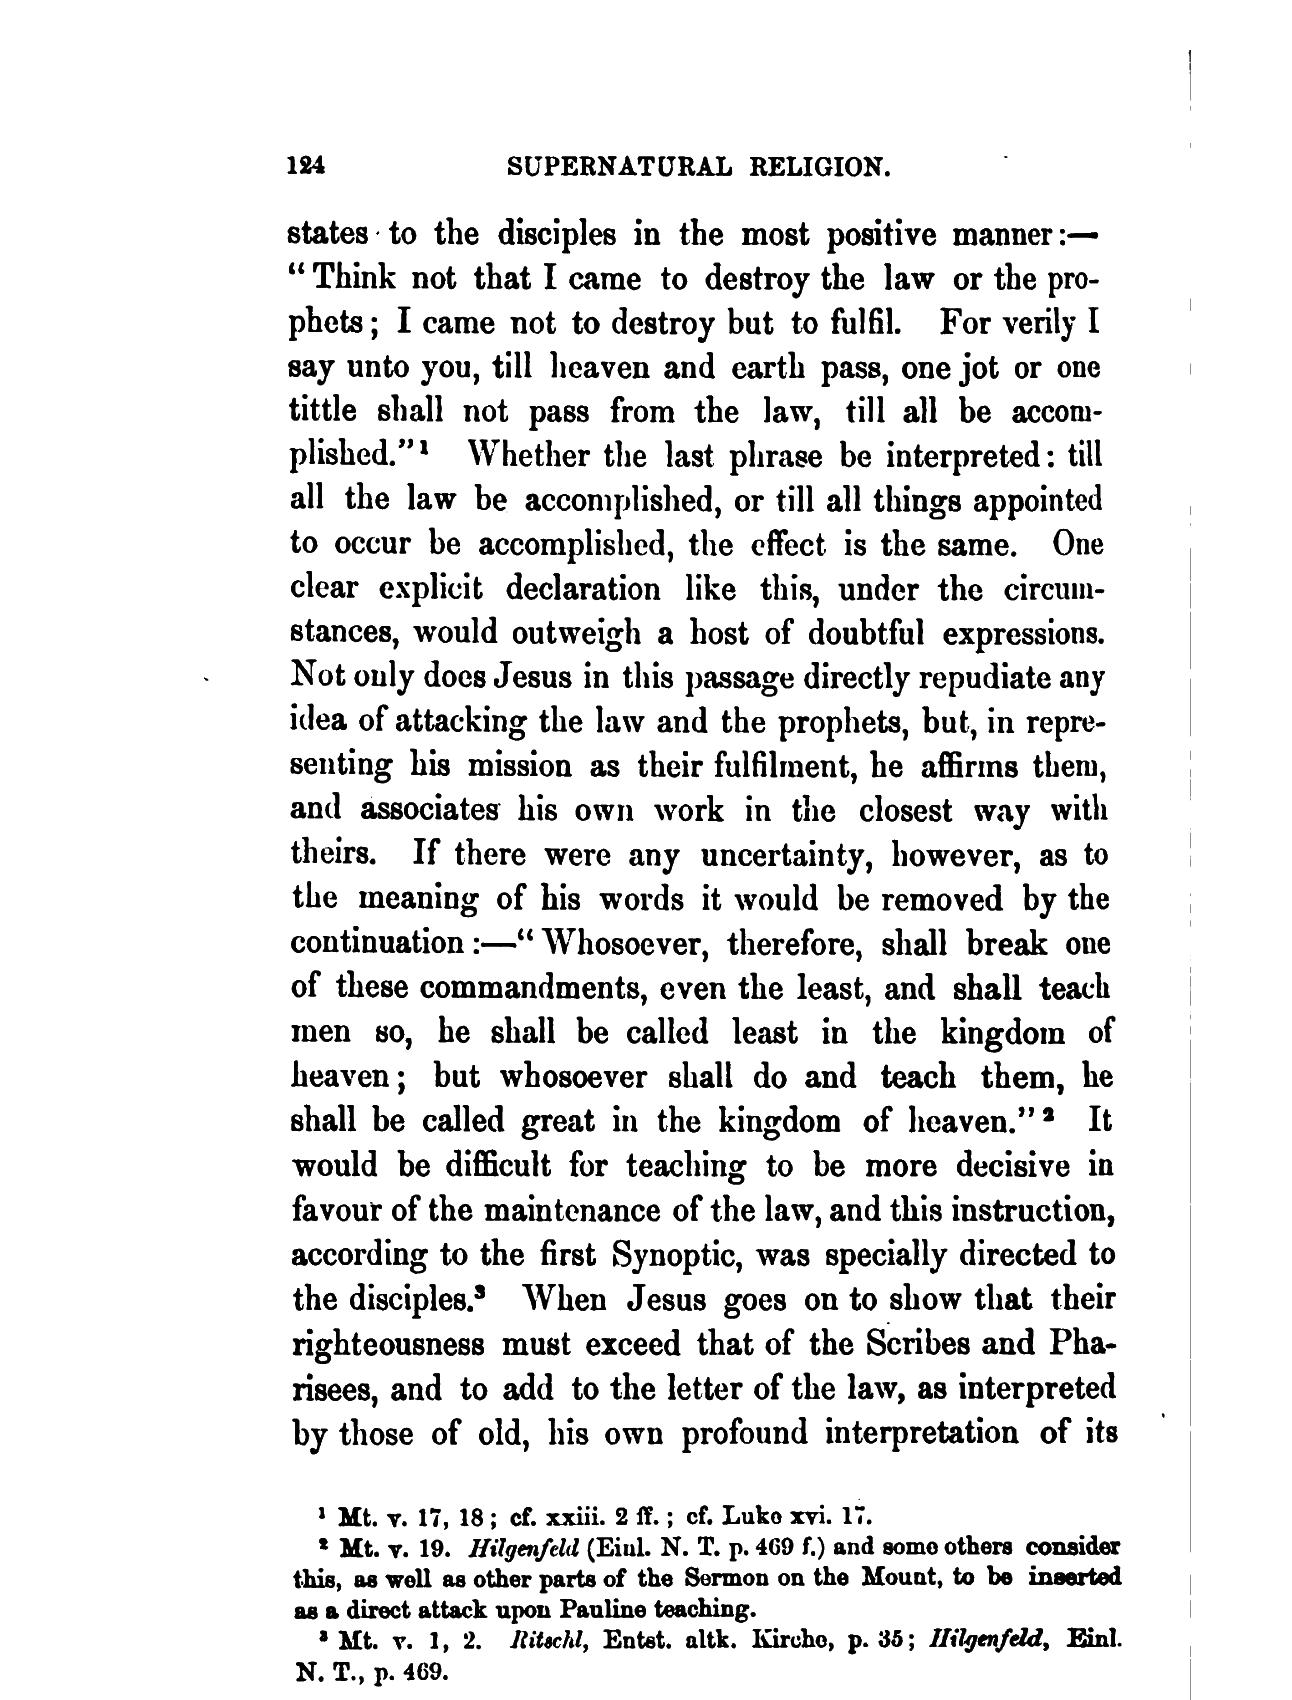 124 SUPERNATURAL RELIGION.
states to the disciples in the most positive manner:—
“Think not that I came to destroy the law or the pro-
phets; I came not to destroy but to fulfil. For verily I
say unto you, till heaven and earth pass, one jot or one
tittle shall not pass from the law, till all be accom-
plished.”¹ Whether the last phrase be interpreted: till
all the law be accomplished, or till all things appointed
to occur be accomplished, the effect is the same. One
clear explicit declaration like this, under the circum-
stances, would outweigh a host of doubtful expressions.
Not only does Jesus in this passage directly repudiate any
idea of attacking the law and the prophets, but, in repre-
senting his mission as their fulfilment, he affirms them,
and associates his own work in the closest way with
theirs. If there were any uncertainty, however, as to
the meaning of his words it would be removed by the
continuation:—“Whosoever, therefore, shall break one
of these commandments, even the least, and shall teach
men so, he shall be called least in the kingdom of
heaven; but whosoever shall do and teach them, he
shall be called great in the kingdom of heaven.”² It
would be difficult for teaching to be more decisive in
favour of the maintenance of the law, and this instruction,
according to the first Synoptic, was specially directed to
the disciples.³ When Jesus goes on to show that their
righteousness must exceed that of the Scribes and Pha-
risees, and to add to the letter of the law, as interpreted
by those of old, his own profound interpretation of its
¹ Mt. v. 17, 18; cf. xxiii. 2 ff.; cf. Luke xvi. 17.
² Mt. v. 19. Hilgenfeld (Einl. N. T. p. 469 f.) and some others consider
this, as well as other parts of the Sermon on the Mount, to be inserted
as a direct attack upon Pauline teaching.
³ Mt. v. 1, 2. Ritschl, Entst. altk. Kirche, p. 35; Hilgenfeld, Einl.
N. T., p. 469.